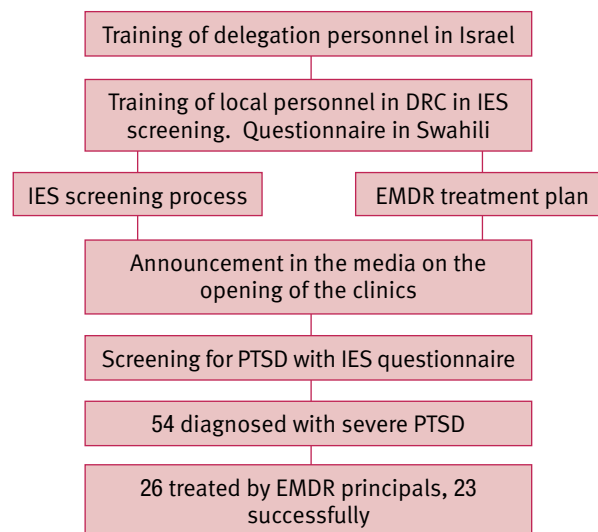 Training of delegation personnel in Israel
Training of local personnel in DRC in IES
screening. Questionnaire in Swahili
IES screening process
EMDR treatment plan
Announcement in the media on the
opening of the clinics
Screening for PTSD with IES questionnaire
54 diagnosed with severe PTSD
26 treated by EMDR principals, 23
successfully